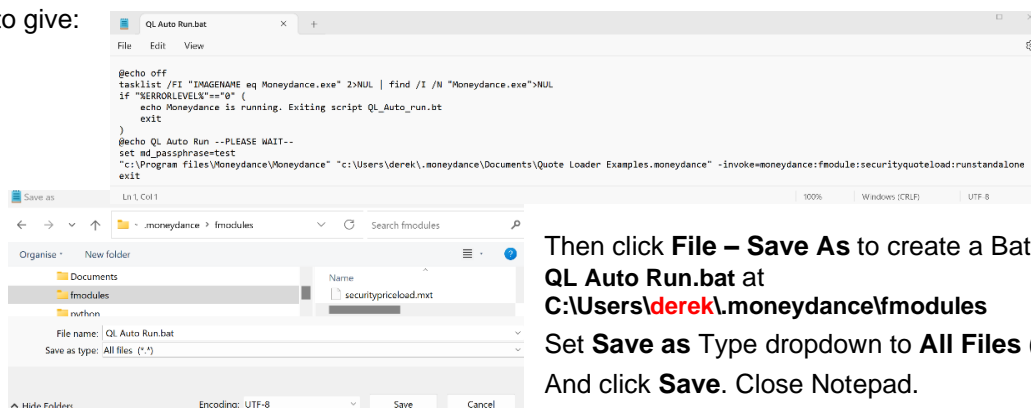 to give:
QL Auto Run.bat
File Edit View
@echo off
tasklist /FI "IMAGENAME eq Moneydance.exe" 2>NUL | find /I /N "Moneydance.exe">NUL
if "%ERRORLEVEL%"=="0" (
echo Moneydance is running. Exiting script QL_Auto_run.bt
exit
)
@echo QL Auto Run --PLEASE WAIT--
set md_passphrase=test
"c:\Program files\Moneydance\Moneydance" "c:\Users\derek\.moneydance\Documents\Quote Loader Examples.moneydance" -invoke=moneydance:fmodule:securityquoteload:runstandalone
exit
Ln 1, Col 1 100% Windows (CRLF) UTF-8
Save as
.moneydance > fmodules Search fmodules
Organise New folder
Documents Name
fmodules securitypriceload.mxt
python
File name: QL Auto Run.bat
Save as type: All files (*.*)
Hide Folders Encoding: UTF-8 Save Cancel
Then click File – Save As to create a Bat
QL Auto Run.bat at
C:\Users\derek\.moneydance\fmodules
Set Save as Type dropdown to All Files (
And click Save. Close Notepad.